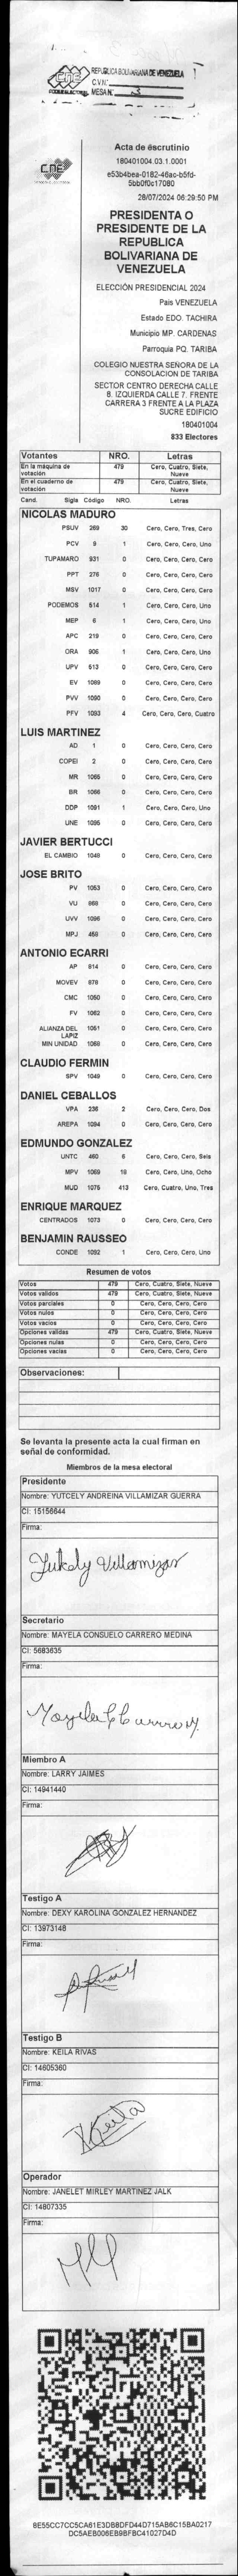 CNE
REPUBLICA BOLIVARIANA DE VENEZUELA
C.V.N°
MESA N° 3
CNE
Acta de escrutinio
180401004.03.1.0001
e53b4bea-0182-46ao-b5fd-
5bb0f0c17080
28/07/2024 06:29:50 PM
PRESIDENTA O
PRESIDENTE DE LA
REPUBLICA
BOLIVARIANA DE
VENEZUELA
ELECCIÓN PRESIDENCIAL 2024
Pais VENEZUELA
Estado EDO. TACHIRA
Municipio MP. CARDENAS
Parroquia PQ. TARIBA
COLEGIO NUESTRA SEÑORA DE LA
CONSOLACION DE TARIBA
SECTOR CENTRO DERECHA CALLE
8. IZQUIERDA CALLE 7. FRENTE
CARRERA 3 FRENTE A LA PLAZA
SUCRE EDIFICIO
180401004
833 Electores
Votantes NRO. Letras
En la máquina de votación 479 Cero, Cuatro, Siete, Nueve
En el cuaderno de votación 479 Cero, Cuatro, Siete, Nueve
Cand. Sigla Código NRO. Letras
NICOLAS MADURO
PSUV 269 30 Cero, Cero, Tres, Cero
PCV 9 1 Cero, Cero, Cero, Uno
TUPAMARO 931 0 Cero, Cero, Cero, Cero
PPT 276 0 Cero, Cero, Cero, Cero
MSV 1017 0 Cero, Cero, Cero, Cero
PODEMOS 514 1 Cero, Cero, Cero, Uno
MEP 6 1 Cero, Cero, Cero, Uno
APC 219 0 Cero, Cero, Cero, Cero
ORA 906 1 Cero, Cero, Cero, Uno
UPV 513 0 Cero, Cero, Cero, Cero
EV 1089 0 Cero, Cero, Cero, Cero
PVV 1090 0 Cero, Cero, Cero, Cero
PFV 1093 4 Cero, Cero, Cero, Cuatro
LUIS MARTINEZ
AD 1 0 Cero, Cero, Cero, Cero
COPEI 2 0 Cero, Cero, Cero, Cero
MR 1065 0 Cero, Cero, Cero, Cero
BR 1066 0 Cero, Cero, Cero, Cero
DDP 1091 1 Cero, Cero, Cero, Uno
UNE 1095 0 Cero, Cero, Cero, Cero
JAVIER BERTUCCI
EL CAMBIO 1048 0 Cero, Cero, Cero, Cero
JOSE BRITO
PV 1053 0 Cero, Cero, Cero, Cero
VU 868 0 Cero, Cero, Cero, Cero
UVV 1096 0 Cero, Cero, Cero, Cero
MPJ 456 0 Cero, Cero, Cero, Cero
ANTONIO ECARRI
AP 814 0 Cero, Cero, Cero, Cero
MOVEV 878 0 Cero, Cero, Cero, Cero
CMC 1050 0 Cero, Cero, Cero, Cero
FV 1062 0 Cero, Cero, Cero, Cero
ALIANZA DEL LAPIZ 1051 0 Cero, Cero, Cero, Cero
MIN UNIDAD 1068 0 Cero, Cero, Cero, Cero
CLAUDIO FERMIN
SPV 1049 0 Cero, Cero, Cero, Cero
DANIEL CEBALLOS
VPA 236 2 Cero, Cero, Cero, Dos
AREPA 1094 0 Cero, Cero, Cero, Cero
EDMUNDO GONZALEZ
UNTC 460 6 Cero, Cero, Cero, Seis
MPV 1069 18 Cero, Cero, Uno, Ocho
MUD 1075 413 Cero, Cuatro, Uno, Tres
ENRIQUE MARQUEZ
CENTRADOS 1073 0 Cero, Cero, Cero, Cero
BENJAMIN RAUSSEO
CONDE 1092 1 Cero, Cero, Cero, Uno
Resumen de votos
Votos 479 Cero, Cuatro, Siete, Nueve
Votos validos 479 Cero, Cuatro, Siete, Nueve
Votos parciales 0 Cero, Cero, Cero, Cero
Votos nulos 0 Cero, Cero, Cero, Cero
Votos vacios 0 Cero, Cero, Cero, Cero
Opciones validas 479 Cero, Cuatro, Siete, Nueve
Opciones nulas 0 Cero, Cero, Cero, Cero
Opciones vacias 0 Cero, Cero, Cero, Cero
Observaciones:
Se levanta la presente acta la cual firman en
señal de conformidad.
Miembros de la mesa electoral
Presidente
Nombre: YUTCELY ANDREINA VILLAMIZAR GUERRA
CI: 15156644
Firma:
Yutcely Villamizar
Secretario
Nombre: MAYELA CONSUELO CARRERO MEDINA
CI: 5683635
Firma:
Mayela C Carrero M.
Miembro A
Nombre: LARRY JAIMES
CI: 14941440
Firma:
Testigo A
Nombre: DEXY KAROLINA GONZALEZ HERNANDEZ
CI: 13973148
Firma:
Testigo B
Nombre: KEILA RIVAS
CI: 14605360
Firma:
Keila
Operador
Nombre: JANELET MIRLEY MARTINEZ JALK
CI: 14807335
Firma:
8E55CC7CC5CA61E3DB8DFD44D715AB6C15BA0217
DC5AEB006EB9BFBC41027D4D